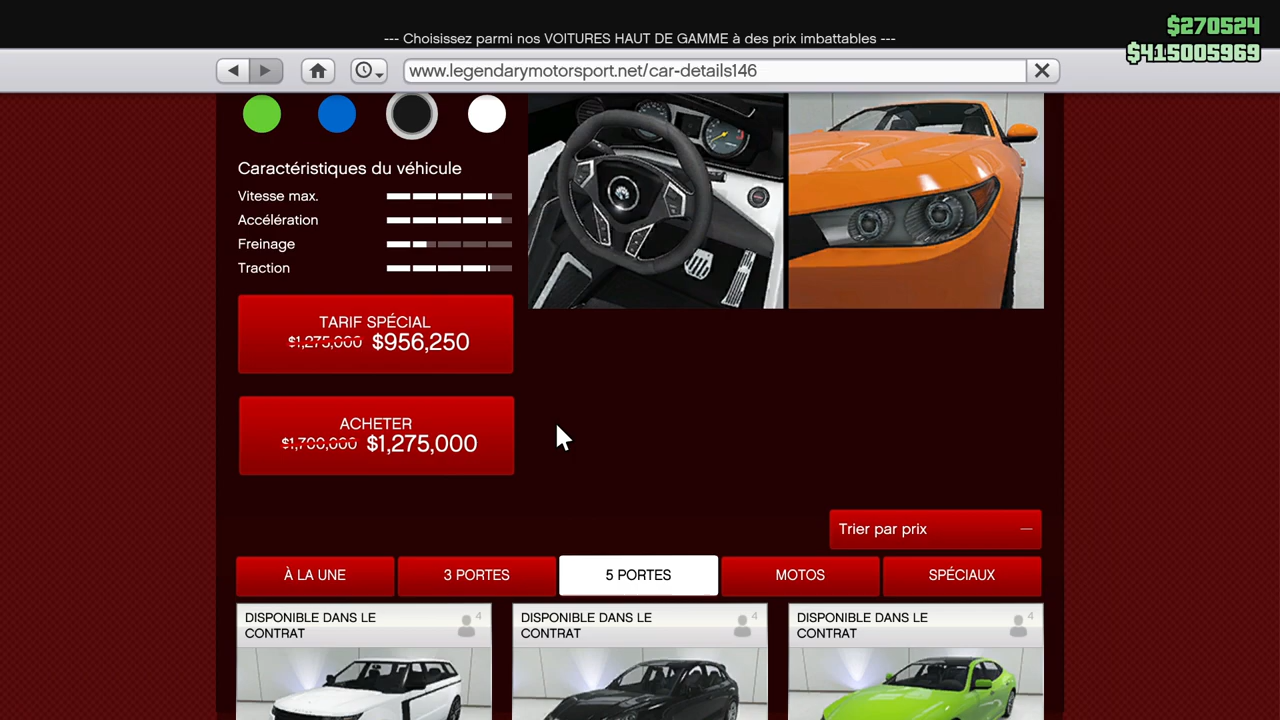 $270524
--- Choisissez parmi nos VOITURES HAUT DE GAMME à des prix imbattables ---
$415005969
www.legendarymotorsport.net/car-details146
Caractéristiques du véhicule
Vitesse max.
Accélération
Freinage
Traction
TARIF SPÉCIAL
$1,275,000 $956,250
ACHETER
$1,700,000 $1,275,000
Trier par prix
À LA UNE
3 PORTES
5 PORTES
MOTOS
SPÉCIAUX
DISPONIBLE DANS LE
CONTRAT
4
DISPONIBLE DANS LE
CONTRAT
4
DISPONIBLE DANS LE
CONTRAT
4